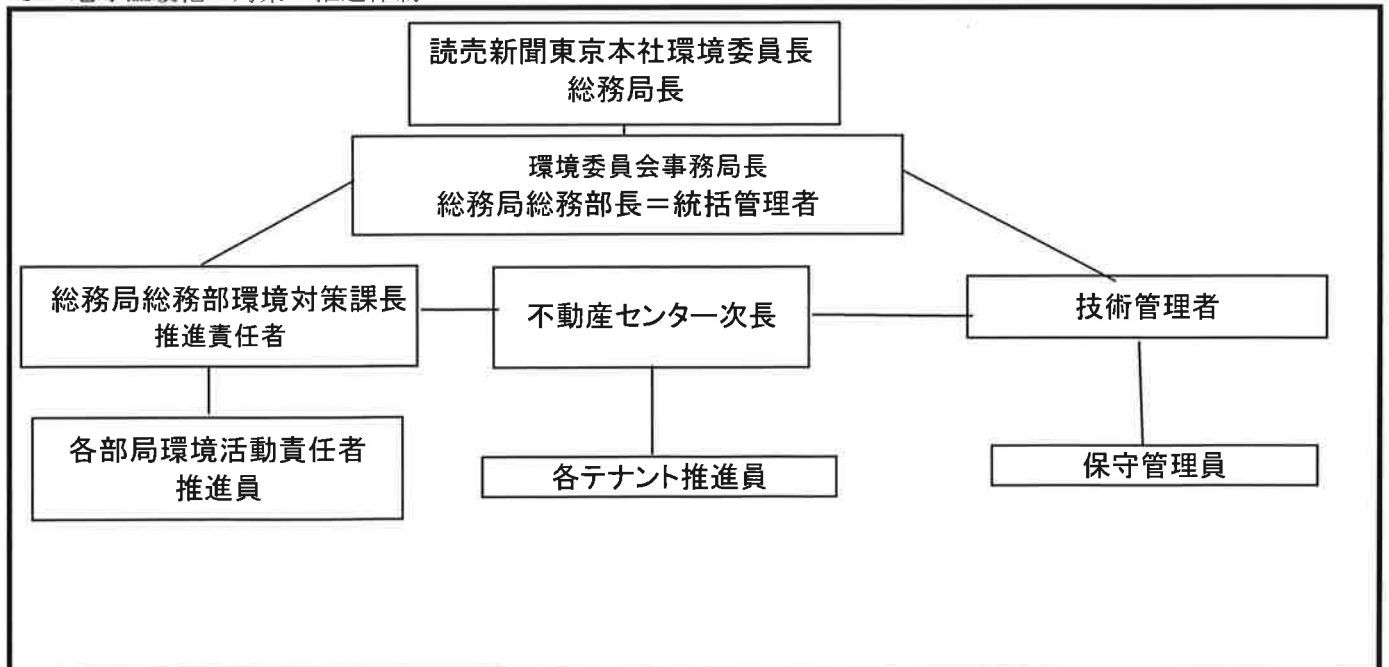 読売新聞東京本社環境委員長
総務局長
環境委員会事務局長
総務局総務部長＝統括管理者
総務局総務部環境対策課長
推進責任者
不動産センター次長
技術管理者
各部局環境活動責任者
推進員
各テナント推進員
保守管理員